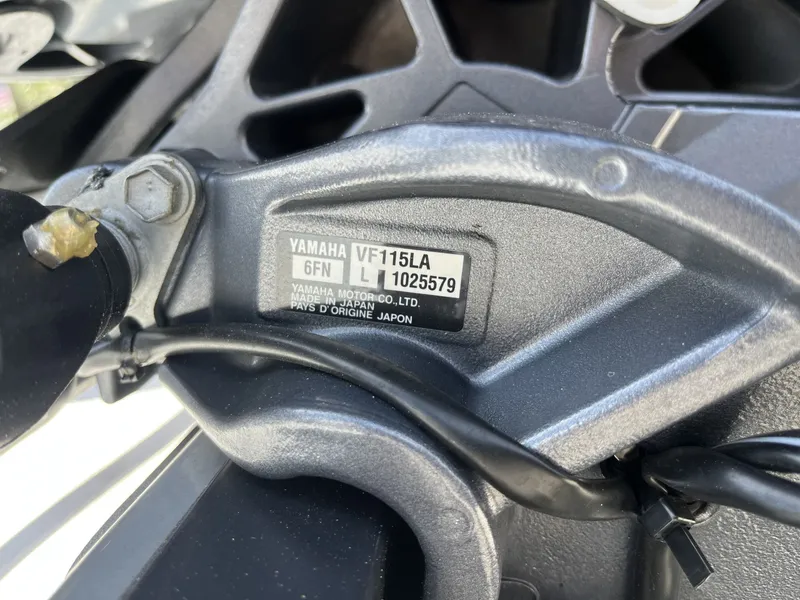 YAMAHA VF115LA
6FN L 1025579
YAMAHA MOTOR CO.,LTD.
MADE IN JAPAN
PAYS D'ORIGINE JAPON